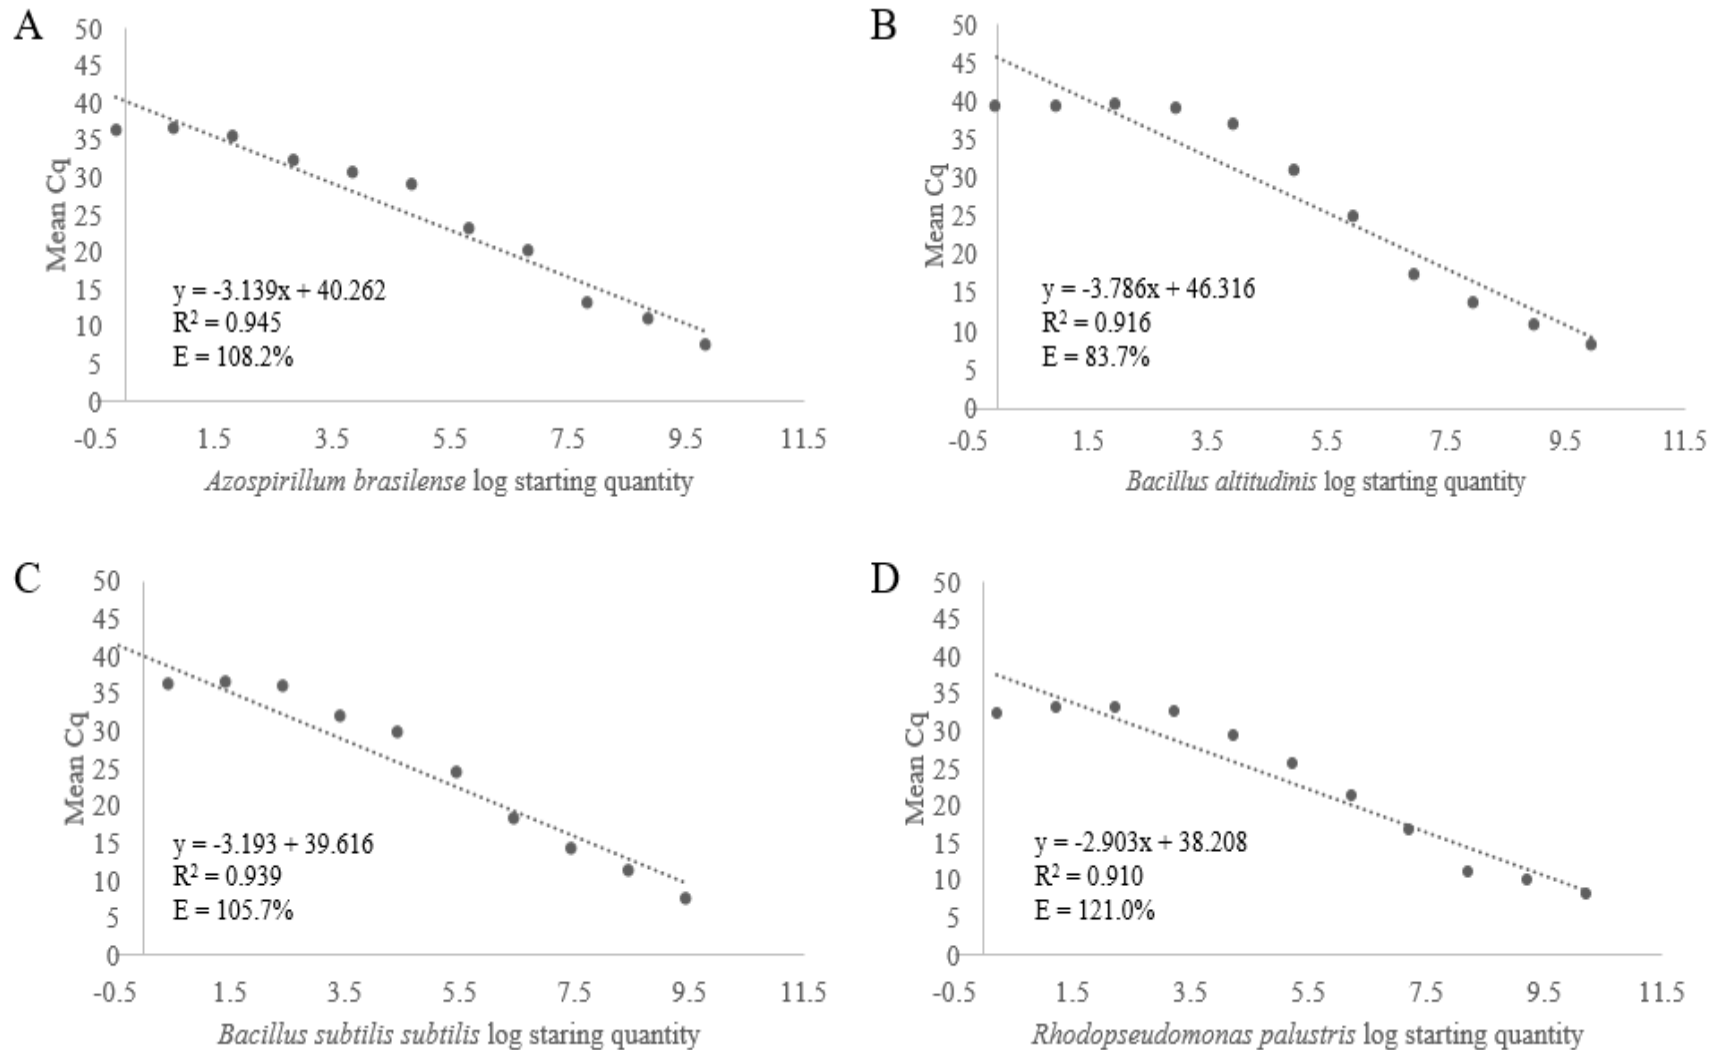 A
50
45
40
35
30
25
20
15
10
5
0
Mean Cq
y = -3.139x + 40.262
R² = 0.945
E = 108.2%
-0.5 1.5 3.5 5.5 7.5 9.5 11.5
Azospirillum brasilense log starting quantity
B
50
45
40
35
30
25
20
15
10
5
0
Mean Cq
y = -3.786x + 46.316
R² = 0.916
E = 83.7%
-0.5 1.5 3.5 5.5 7.5 9.5 11.5
Bacillus altitudinis log starting quantity
C
50
45
40
35
30
25
20
15
10
5
0
Mean Cq
y = -3.193 + 39.616
R² = 0.939
E = 105.7%
-0.5 1.5 3.5 5.5 7.5 9.5 11.5
Bacillus subtilis subtilis log staring quantity
D
50
45
40
35
30
25
20
15
10
5
0
Mean Cq
y = -2.903x + 38.208
R² = 0.910
E = 121.0%
-0.5 1.5 3.5 5.5 7.5 9.5 11.5
Rhodopseudomonas palustris log starting quantity